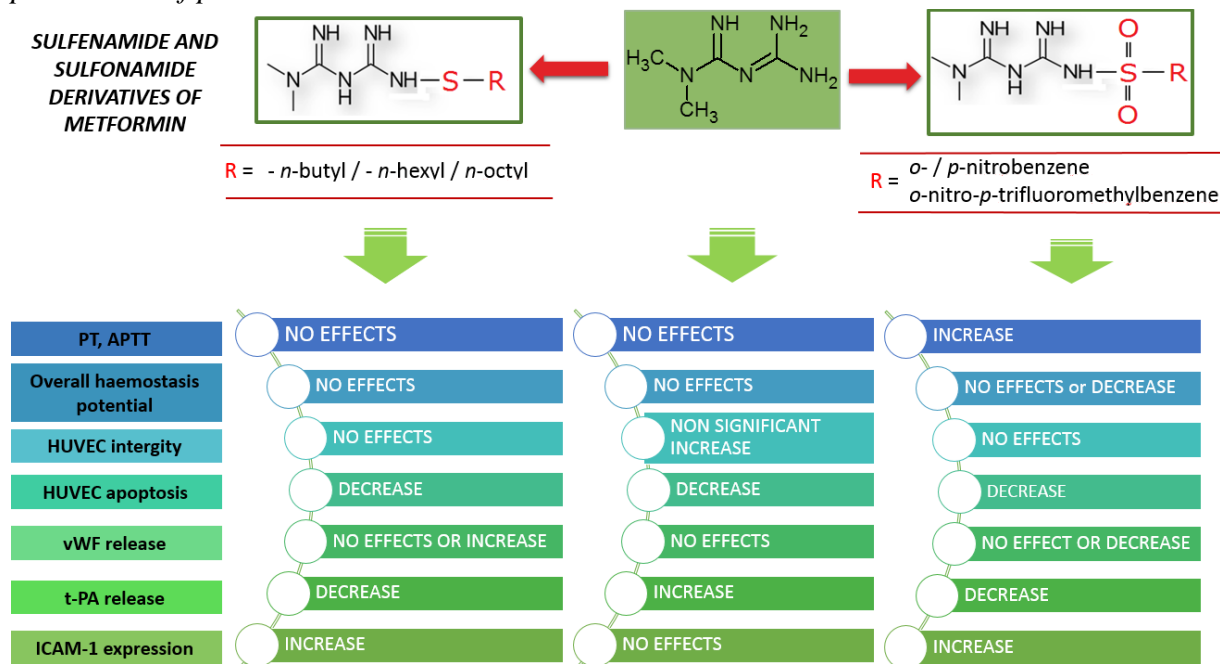 SULFENAMIDE AND
SULFONAMIDE
DERIVATIVES OF
METFORMIN
NH NH
N N H NH S R
R = - n-butyl / - n-hexyl / n-octyl
NH NH2
H3C N N NH2
CH3
NH NH O
N N H NH S R
O
R = o- / p-nitrobenzene
o-nitro-p-trifluoromethylbenzene
PT, APTT
NO EFFECTS
NO EFFECTS
INCREASE
Overall haemostasis
potential
NO EFFECTS
NO EFFECTS
NO EFFECTS or DECREASE
HUVEC intergity
NO EFFECTS
NON SIGNIFICANT
INCREASE
NO EFFECTS
HUVEC apoptosis
DECREASE
DECREASE
DECREASE
vWF release
NO EFFECTS OR INCREASE
NO EFFECTS
NO EFFECT OR DECREASE
t-PA release
DECREASE
INCREASE
DECREASE
ICAM-1 expression
INCREASE
NO EFFECTS
INCREASE